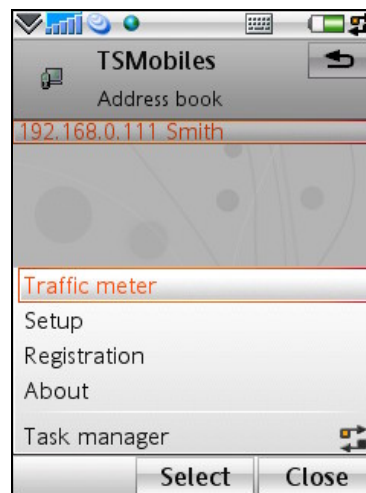 TSMobiles
Address book
192.168.0.111 Smith
Traffic meter
Setup
Registration
About
Task manager
Select Close